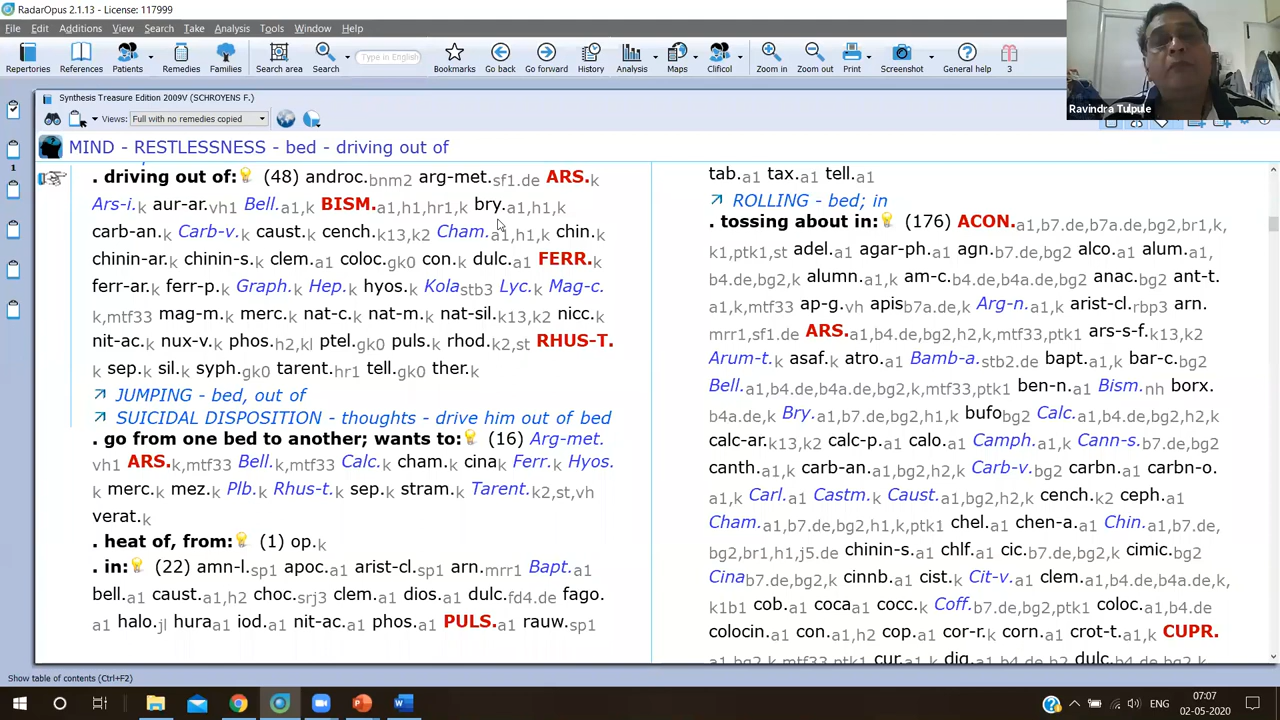 RadarOpus 2.1.13 - License: 117999
File Edit Additions View Search Take Analysis Tools Window Help
Repertories References Patients Remedies Families Search area Search Type in English Bookmarks Go back Go forward History Analysis Maps Clificol Zoom in Zoom out Print Screenshot General help 3
Ravindra Tulpule
Synthesis Treasure Edition 2009V (SCHROYENS F.)
Views: Full with no remedies copied
MIND - RESTLESSNESS - bed - driving out of
1
. driving out of: (48) androc.bnm2 arg-met.sf1.de ARS.k
Ars-i.k aur-ar.vh1 Bell.a1,k BISM.a1,h1,hr1,k bry.a1,h1,k
carb-an.k Carb-v.k caust.k cench.k13,k2 Cham.a1,h1,k chin.k
chinin-ar.k chinin-s.k clem.a1 coloc.gk0 con.k dulc.a1 FERR.k
ferr-ar.k ferr-p.k Graph.k Hep.k hyos.k Kola stb3 Lyc.k Mag-c.
k,mtf33 mag-m.k merc.k nat-c.k nat-m.k nat-sil.k13,k2 nicc.k
nit-ac.k nux-v.k phos.h2,kl ptel.gk0 puls.k rhod.k2,st RHUS-T.
k sep.k sil.k syph.gk0 tarent.hr1 tell.gk0 ther.k
JUMPING - bed, out of
SUICIDAL DISPOSITION - thoughts - drive him out of bed
. go from one bed to another; wants to: (16) Arg-met.
vh1 ARS.k,mtf33 Bell.k,mtf33 Calc.k cham.k cina k Ferr.k Hyos.
k merc.k mez.k Plb.k Rhus-t.k sep.k stram.k Tarent.k2,st,vh
verat.k
. heat of, from: (1) op.k
. in: (22) amn-l.sp1 apoc.a1 arist-cl.sp1 arn.mrr1 Bapt.a1
bell.a1 caust.a1,h2 choc.srj3 clem.a1 dios.a1 dulc.fd4.de fago.
a1 halo.jl hura a1 iod.k nit-ac.k phos.a1 PULS.a1 rauw.sp1
tab.a1 tax.a1 tell.a1
ROLLING - bed; in
. tossing about in: (176) ACON.a1,b7.de,b7a.de,bg2,br1,k,
k1,ptk1,st adel.a1 agar-ph.a1 agn.b7.de,bg2 alco.a1 alum.a1,
b4.de,bg2,k alumn.a1,k am-c.b4.de,b4a.de,bg2 anac.bg2 ant-t.
a1,k,mtf33 ap-g.vh apis b7a.de,k Arg-n.a1,k arist-cl.rbp3 arn.
mrr1,sf1.de ARS.a1,b4.de,bg2,h2,k,mtf33,ptk1 ars-s-f.k13,k2
Arum-t.k asaf.k atro.a1 Bamb-a.stb2.de bapt.a1,k bar-c.bg2
Bell.a1,b4.de,b4a.de,bg2,k,mtf33,ptk1 ben-n.a1 Bism.nh borx.
b4a.de,k Bry.a1,b7.de,bg2,h1,k bufo bg2 Calc.a1,b4.de,bg2,h2,k
calc-ar.k13,k2 calc-p.a1 calo.a1 Camph.a1,k Cann-s.b7.de,bg2
canth.a1,k carb-an.a1,bg2,h2,k Carb-v.bg2 carbn.a1 carbn-o.
a1,k Carl.a1 Castm.k Caust.a1,bg2,h2,k cench.k2 ceph.a1
Cham.a1,b7.de,bg2,h1,k,ptk1 chel.a1 chen-a.a1 Chin.a1,b7.de,
bg2,br1,h1,j5.de chinin-s.a1 chlf.a1 cic.b7.de,bg2 cimic.bg2
Cina b7.de,bg2,k cinnb.a1 cist.k Cit-v.a1 clem.a1,b4.de,b4a.de,k,
k1b1 cob.a1 coca a1 cocc.k Coff.b7.de,bg2,ptk1 coloc.a1,b4.de
colocin.a1 con.a1,h2 cop.a1 cor-r.k corn.a1 crot-t.a1,k CUPR.
cur.a1 dig.a1 dulc.
Show table of contents (Ctrl+F2)
ENG
07:07
02-05-2020